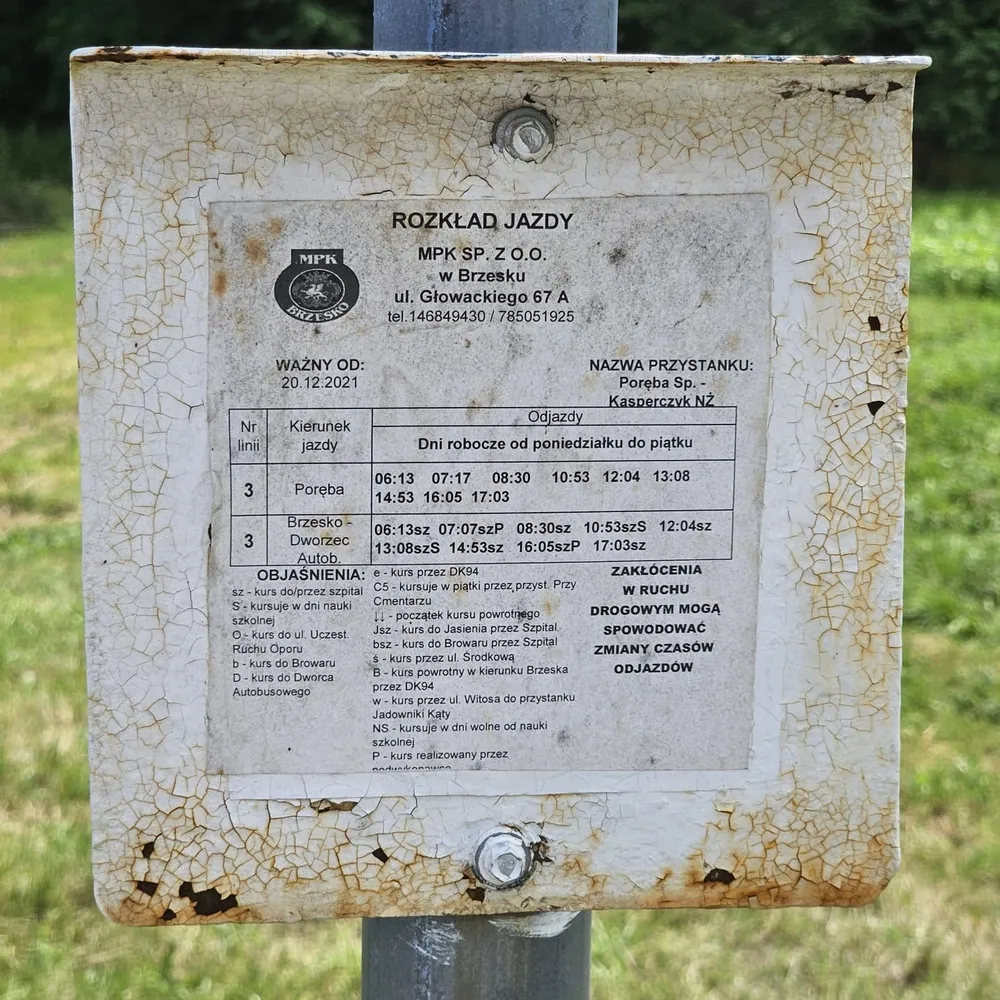 ROZKŁAD JAZDY
MPK
BRZESKO
MPK SP. Z O.O.
w Brzesku
ul. Głowackiego 67 A
tel.146849430 / 785051925
WAŻNY OD:
20.12.2021
NAZWA PRZYSTANKU:
Poręba Sp. -
Kasperczyk NŻ
Nr linii
Kierunek jazdy
Odjazdy
Dni robocze od poniedziałku do piątku
3 Poręba
06:13 07:17 08:30 10:53 12:04 13:08
14:53 16:05 17:03
3
Brzesko -
Dworzec
Autob.
06:13sz 07:07szP 08:30sz 10:53szS 12:04sz
13:08szS 14:53sz 16:05szP 17:03sz
OBJAŚNIENIA:
sz - kurs do/przez szpital
S - kursuje w dni nauki
szkolnej
O - kurs do ul. Uczest.
Ruchu Oporu
b - kurs do Browaru
D - kurs do Dworca
Autobusowego
e - kurs przez DK94
C5 - kursuje w piątki przez przyst. Przy
Cmentarzu
↓↓ - początek kursu powrotnego
Jsz - kurs do Jasienia przez Szpital
bsz - kurs do Browaru przez Szpital
ś - kurs przez ul. Środkową
B - kurs powrotny w kierunku Brzeska
przez DK94
w - kurs przez ul. Witosa do przystanku
Jadowniki Kąty
NS - kursuje w dni wolne od nauki
szkolnej
P - kurs realizowany przez
ZAKŁÓCENIA
W RUCHU
DROGOWYM MOGĄ
SPOWODOWAĆ
ZMIANY CZASÓW
ODJAZDÓW